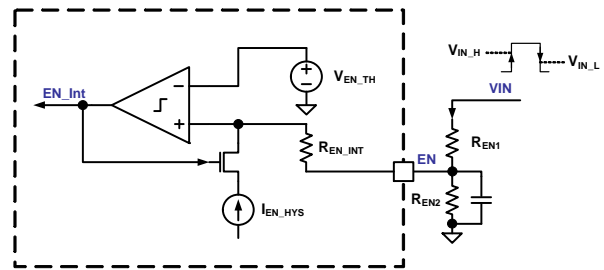 EN_Int
−
+
+
−
V_EN_TH
R_EN_INT
I_EN_HYS
EN
V_IN_H
V_IN_L
VIN
R_EN1
R_EN2